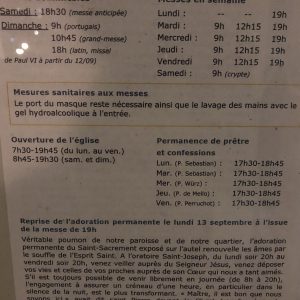 Messes en semaine
Samedi : 18h30 (messe anticipée)
Dimanche : 9h (portugais)
10h45 (grand-messe)
18h (latin, missel
de Paul VI à partir du 12/09)
Lundi : -- -- 19h
Mardi : 9h 12h15 19h
Mercredi : 9h 12h15 19h
Jeudi : 9h 12h15 19h
Vendredi 9h 12h15 19h
Samedi : 9h (crypte)
Mesures sanitaires aux messes
Le port du masque reste nécessaire ainsi que le lavage des mains avec le
gel hydroalcoolique à l'entrée.
Ouverture de l'église
7h30-19h45 (du lun. au ven.)
8h45-19h30 (sam. et dim.)
Permanence de prêtre
et confessions
Lun. (P. Sebastian) : 17h30-18h45
Mar. (P. Sebastian) : 17h30-18h45
Mer. (P. Würz) : 17h30-18h45
Jeu. (P. de Mello) : 17h30-18h45
Ven. (P. Perruchot) : 17h30-18h45
Reprise de l'adoration permanente le lundi 13 septembre à l'issue
de la messe de 19h
Véritable poumon de notre paroisse et de notre quartier, l'adoration
permanente du Saint-Sacrement exposé sur l'autel renouvelle les âmes par
le souffle de l'Esprit Saint. A l'oratoire Saint-Joseph, du lundi soir 20h au
vendredi soir 20h, venez veiller auprès du Seigneur Jésus, venez déposer
vos vies et celles de vos proches auprès de son Cœur qui nous a tant aimés.
S'il est toujours possible de venir librement en journée (de 8h à 20h),
l'engagement à assurer un créneau d'heure, en particulier dans le
silence de la nuit, est le plus transformant. « Maître, il est bon que nous